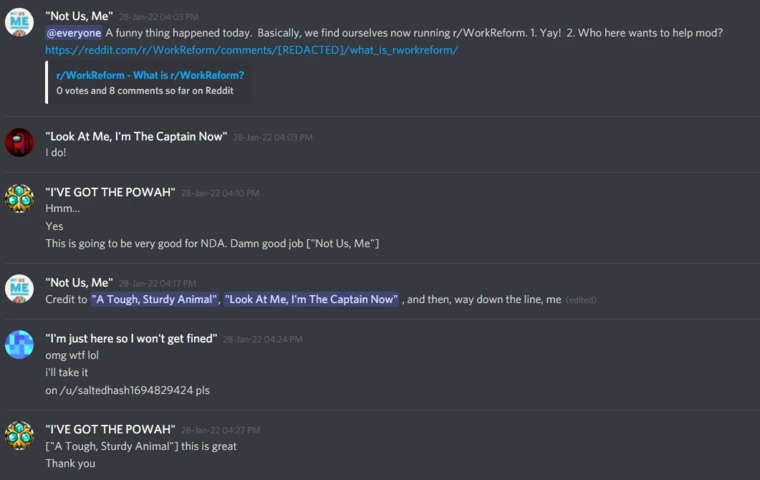 "Not Us, Me" 28-Jan-22 04:03 PM
@everyone A funny thing happened today. Basically, we find ourselves now running r/WorkReform. 1. Yay! 2. Who here wants to help mod?
https://reddit.com/r/WorkReform/comments/[REDACTED]/what_is_rworkreform/
r/WorkReform - What is r/WorkReform?
0 votes and 8 comments so far on Reddit
"Look At Me, I'm The Captain Now" 28-Jan-22 04:03 PM
I do!
"I'VE GOT THE POWAH" 28-Jan-22 04:10 PM
Hmm...
Yes
This is going to be very good for NDA. Damn good job ["Not Us, Me"]
"Not Us, Me" 28-Jan-22 04:17 PM
Credit to "A Tough, Sturdy Animal", "Look At Me, I'm The Captain Now" , and then, way down the line, me (edited)
"I'm just here so I won't get fined" 28-Jan-22 04:24 PM
omg wtf lol
i'll take it
on /u/saltedhash1694829424 pls
"I'VE GOT THE POWAH" 28-Jan-22 04:27 PM
["A Tough, Sturdy Animal"] this is great
Thank you